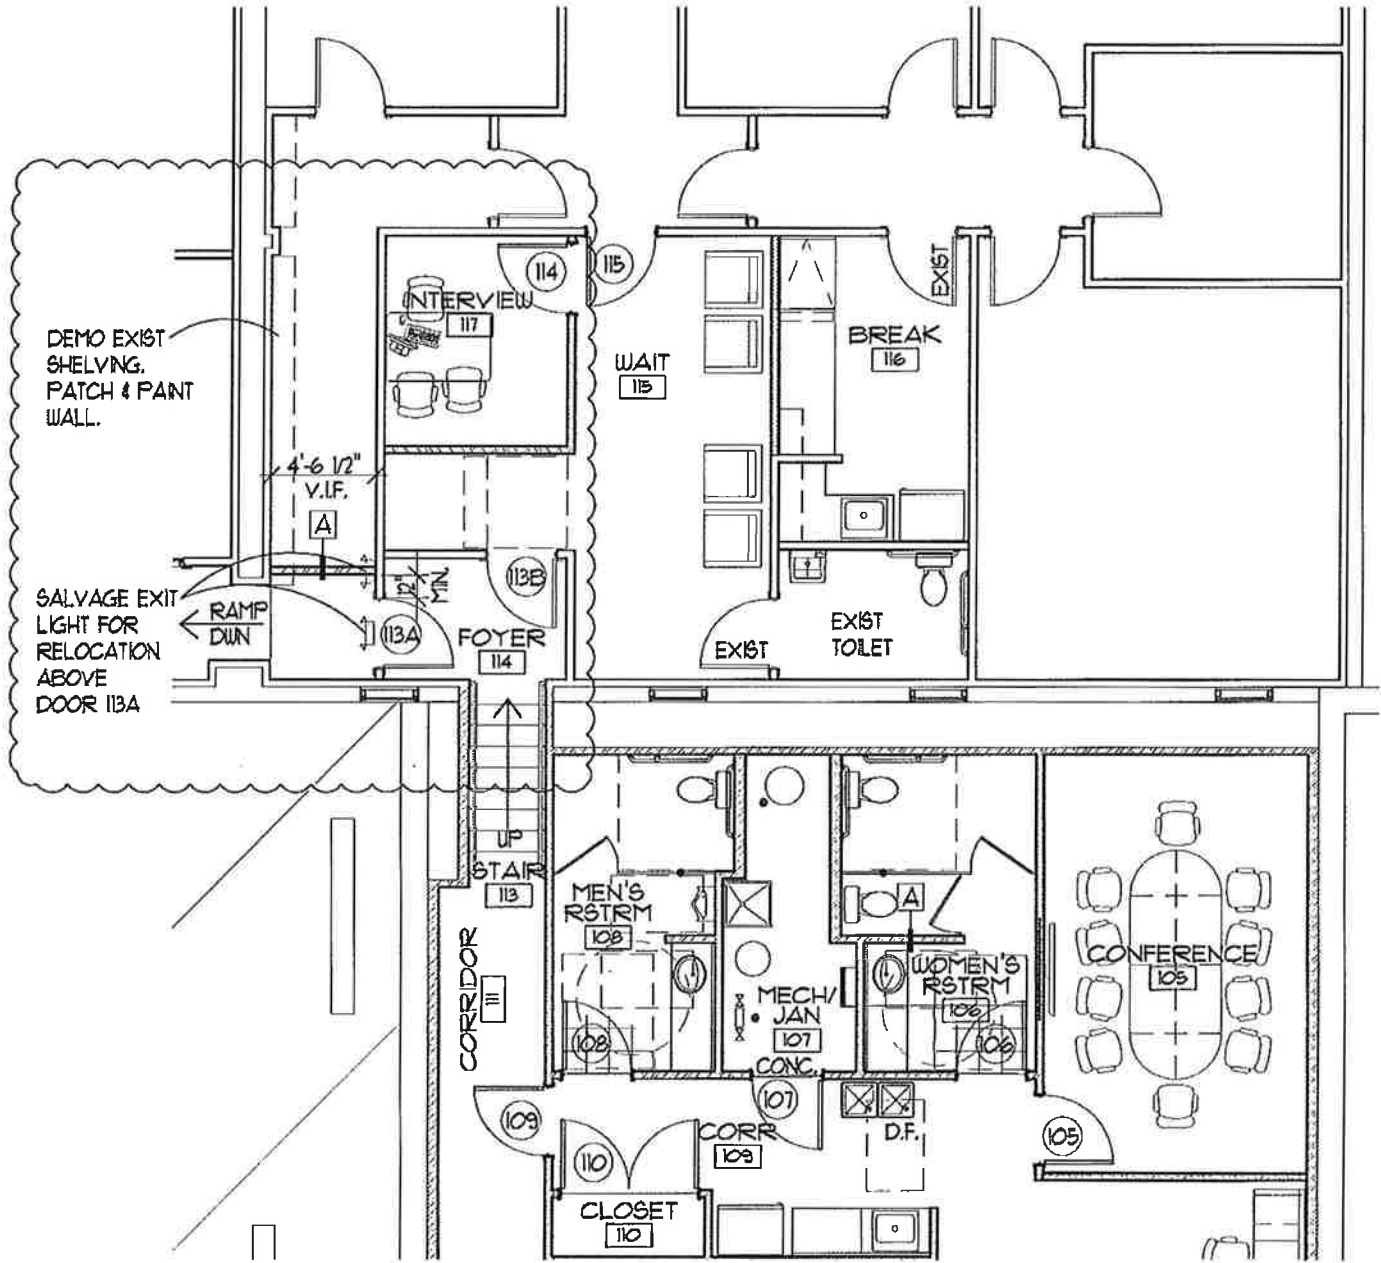 114
115
INTERVIEW
117
EXIST
DEMO EXIST
SHELVING.
PATCH & PAINT
WALL.
WAIT
115
BREAK
116
4'-6 1/2"
V.I.F.
A
SALVAGE EXIT
LIGHT FOR
RELOCATION
ABOVE
DOOR 113A
RAMP
DWN
12"
MIN.
113A
113B
FOYER
114
EXIST
EXIST
TOILET
UP
STAIR
113
MEN'S
RSTRM
108
A
CORRIDOR
111
MECH/
JAN
107
CONC.
WOMEN'S
RSTRM
106
CONFERENCE
105
108
106
109
107
110
CORR
109
D.F.
105
CLOSET
110